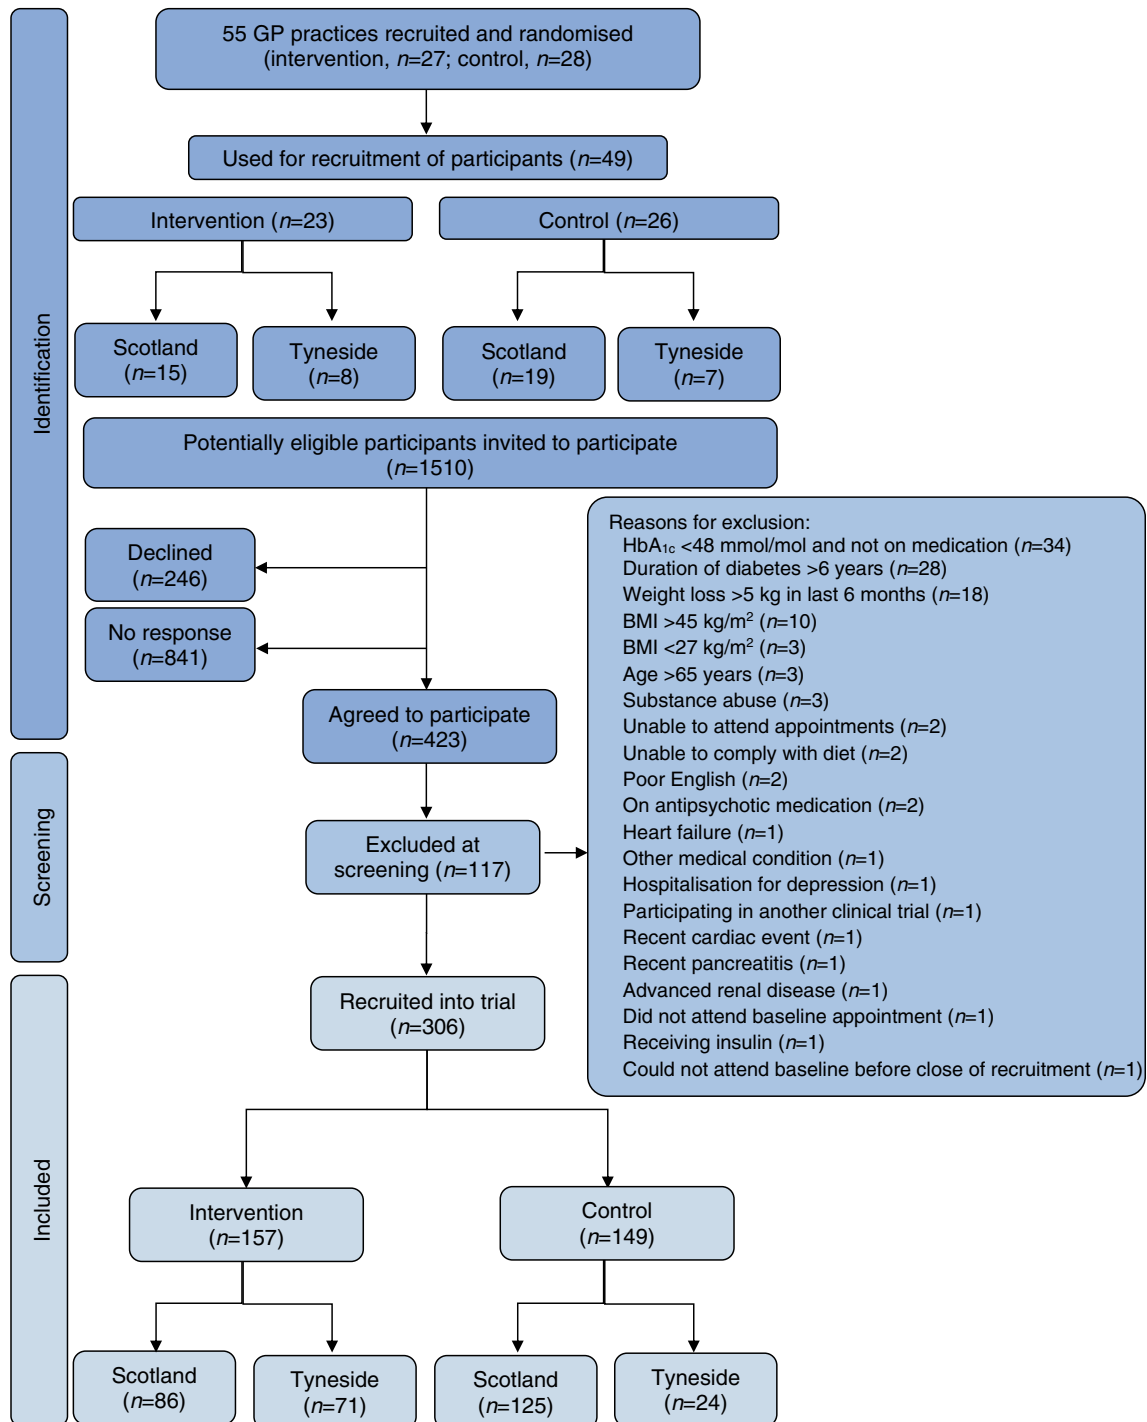 Identification
55 GP practices recruited and randomised
(intervention, n=27; control, n=28)
Used for recruitment of participants (n=49)
Intervention (n=23)
Control (n=26)
Scotland
(n=15)
Tyneside
(n=8)
Scotland
(n=19)
Tyneside
(n=7)
Potentially eligible participants invited to participate
(n=1510)
Declined
(n=246)
No response
(n=841)
Agreed to participate
(n=423)
Screening
Excluded at
screening (n=117)
Reasons for exclusion:
HbA1c <48 mmol/mol and not on medication (n=34)
Duration of diabetes >6 years (n=28)
Weight loss >5 kg in last 6 months (n=18)
BMI >45 kg/m² (n=10)
BMI <27 kg/m² (n=3)
Age >65 years (n=3)
Substance abuse (n=3)
Unable to attend appointments (n=2)
Unable to comply with diet (n=2)
Poor English (n=2)
On antipsychotic medication (n=2)
Heart failure (n=1)
Other medical condition (n=1)
Hospitalisation for depression (n=1)
Participating in another clinical trial (n=1)
Recent cardiac event (n=1)
Recent pancreatitis (n=1)
Advanced renal disease (n=1)
Did not attend baseline appointment (n=1)
Receiving insulin (n=1)
Could not attend baseline before close of recruitment (n=1)
Included
Recruited into trial
(n=306)
Intervention
(n=157)
Control
(n=149)
Scotland
(n=86)
Tyneside
(n=71)
Scotland
(n=125)
Tyneside
(n=24)